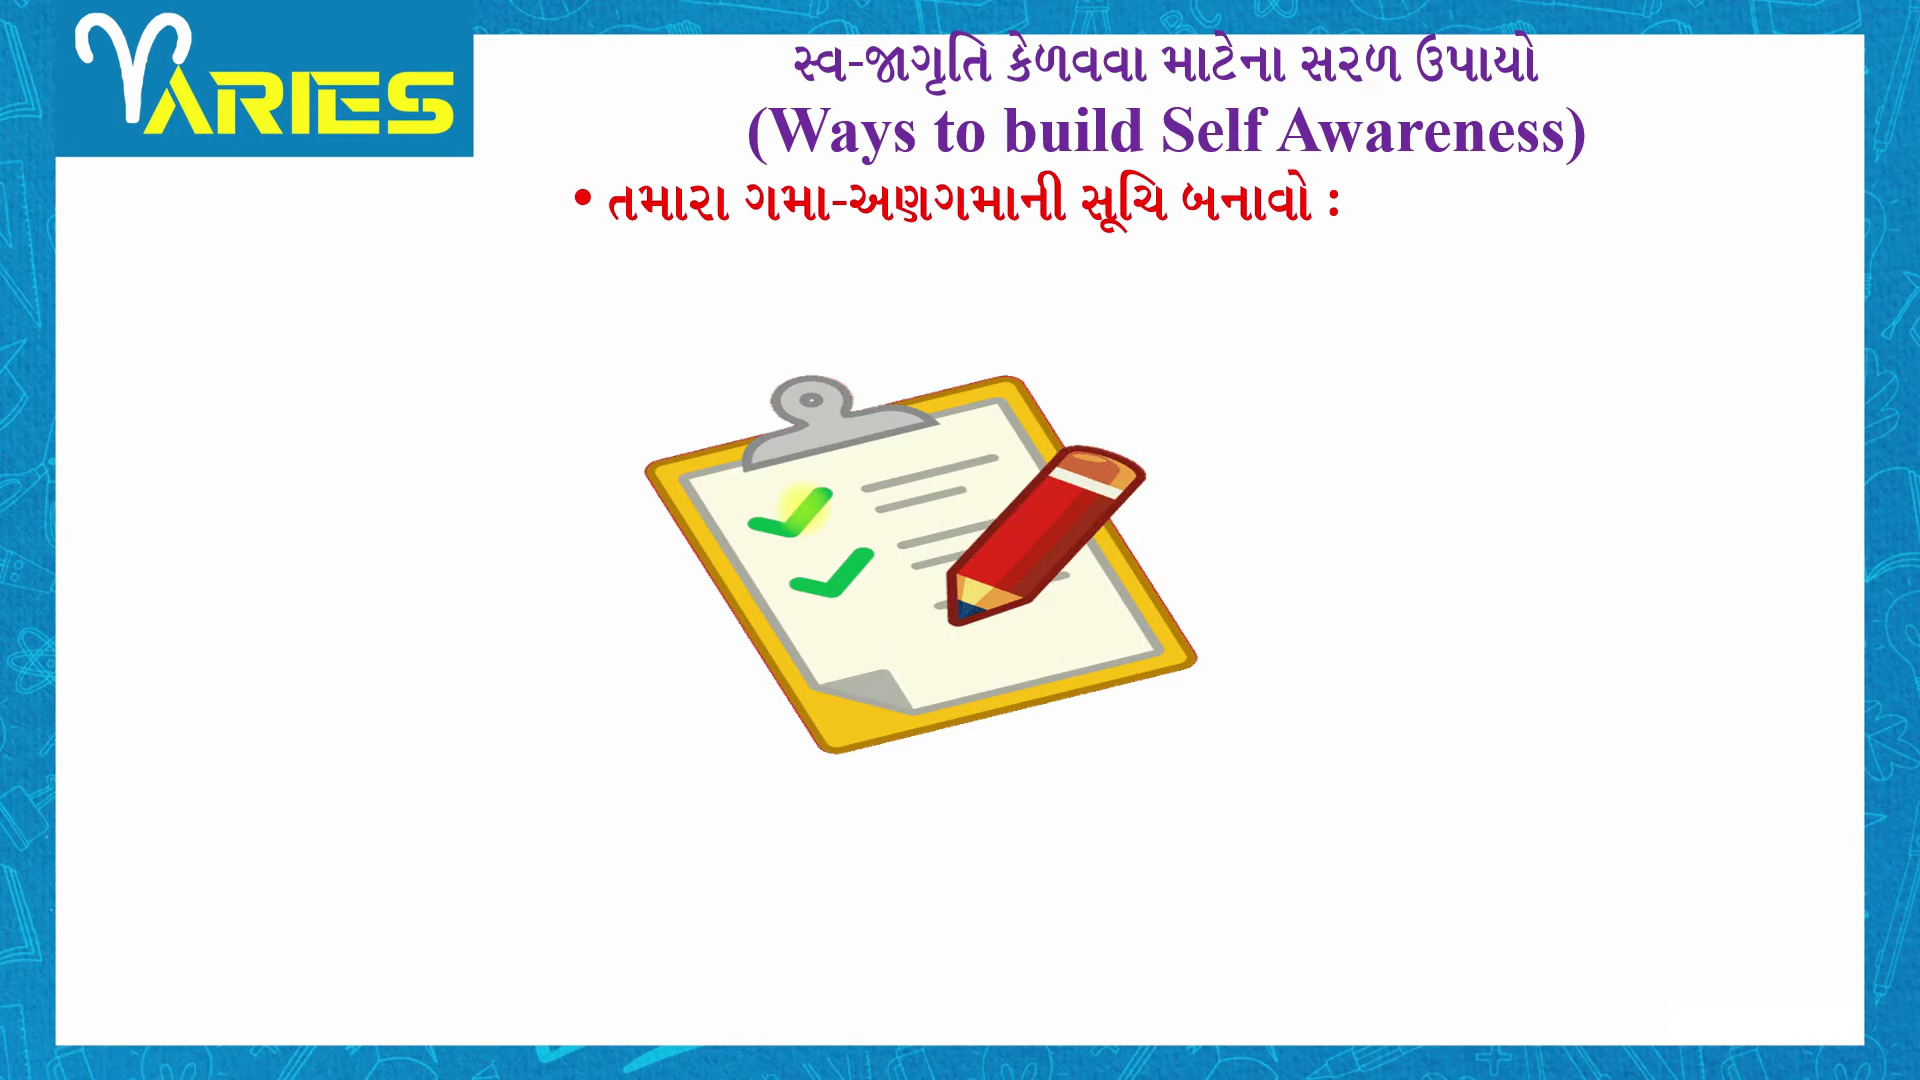 ARIES
સ્વ-જાગૃતિ કેળવવા માટેના સરળ ઉપાયો
(Ways to build Self Awareness)
• તમારા ગમા-અણગમાની સૂચિ બનાવો :